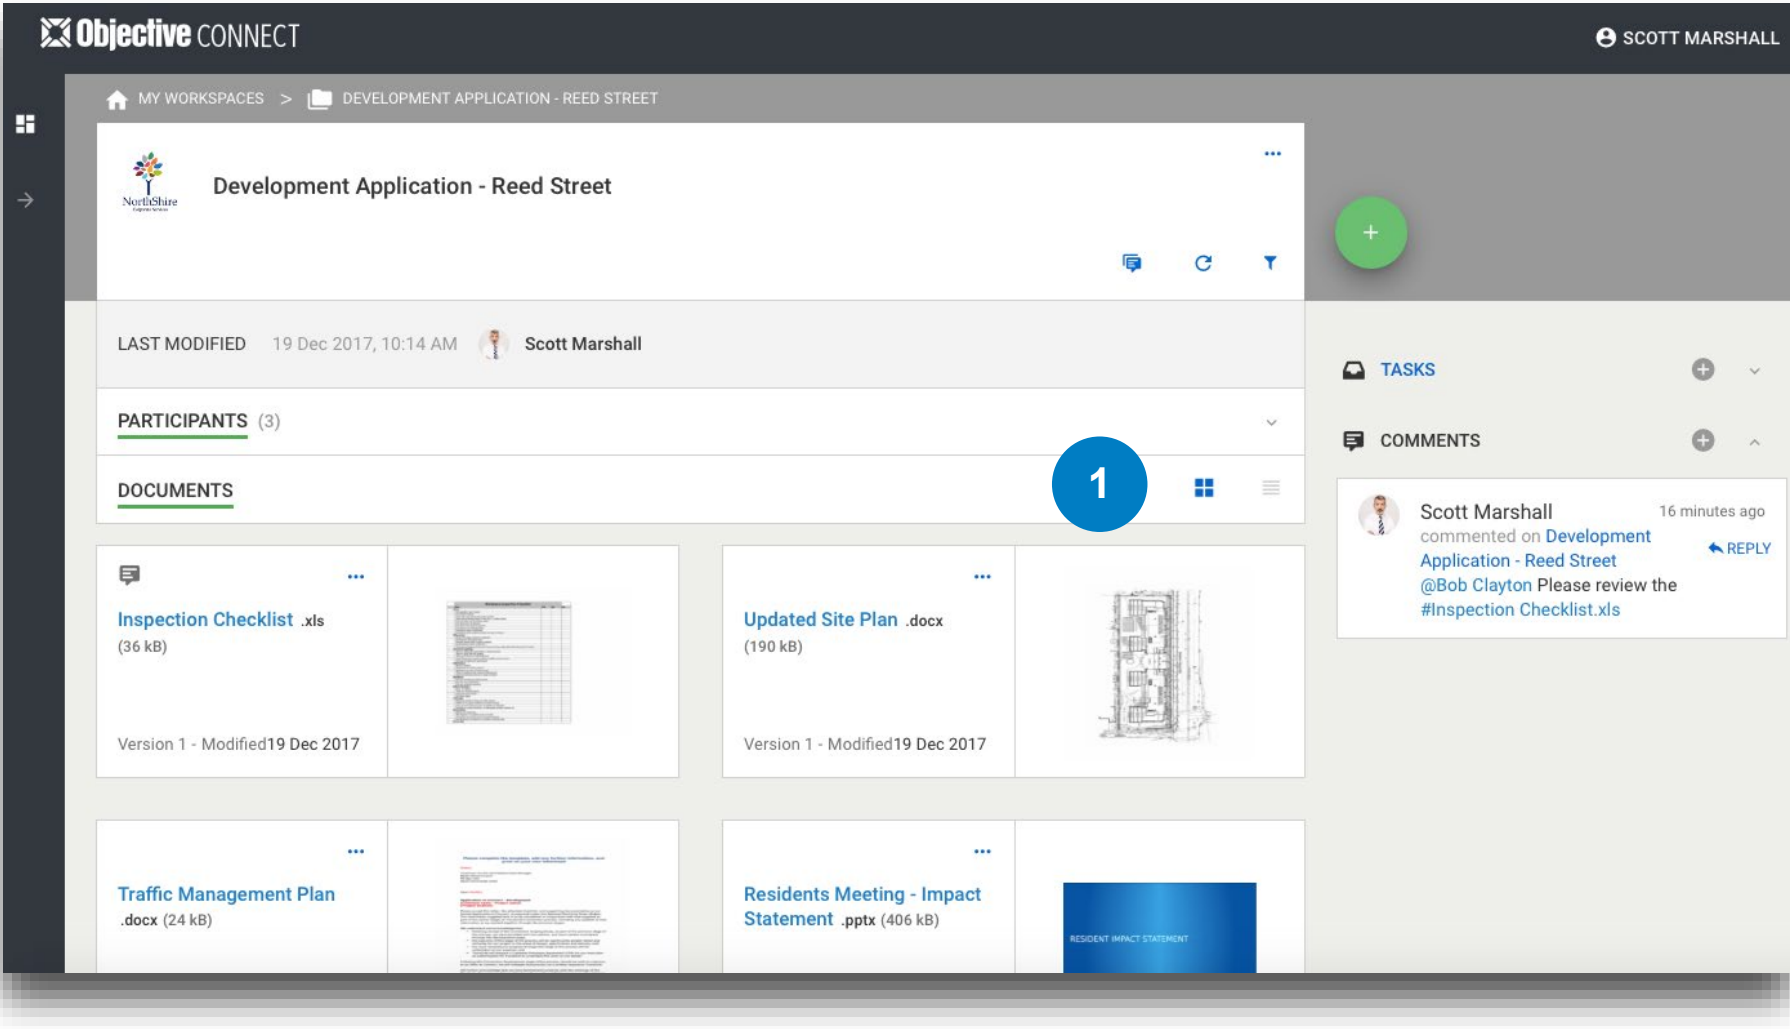 Objective CONNECT
SCOTT MARSHALL
MY WORKSPACES > DEVELOPMENT APPLICATION - REED STREET
NorthShire
Development Application - Reed Street
LAST MODIFIED 19 Dec 2017, 10:14 AM Scott Marshall
PARTICIPANTS (3)
DOCUMENTS
1
Inspection Checklist .xls
(36 kB)
Version 1 - Modified19 Dec 2017
Updated Site Plan .docx
(190 kB)
Version 1 - Modified19 Dec 2017
Traffic Management Plan
.docx (24 kB)
Residents Meeting - Impact
Statement .pptx (406 kB)
RESIDENT IMPACT STATEMENT
TASKS
COMMENTS
Scott Marshall 16 minutes ago
commented on Development
Application - Reed Street
REPLY
@Bob Clayton Please review the
#Inspection Checklist.xls